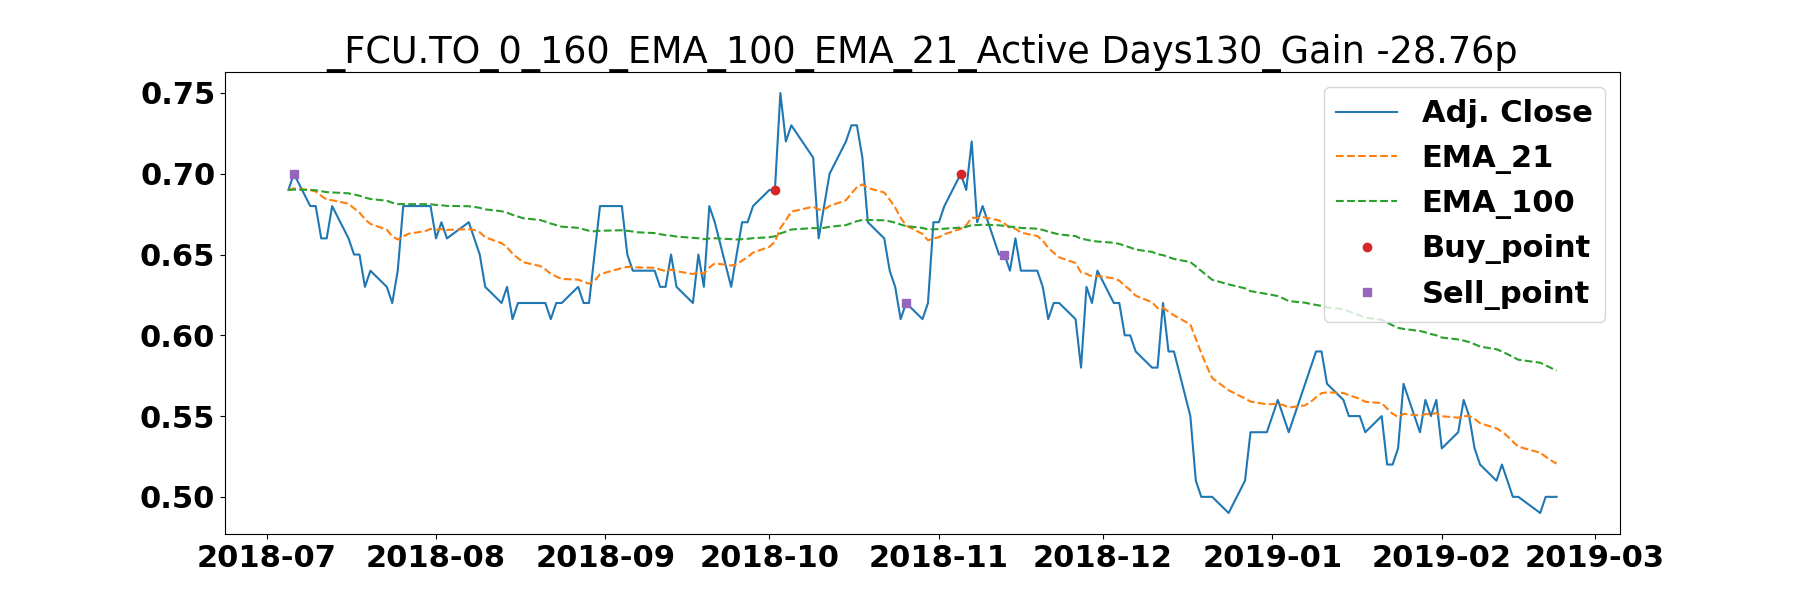 _FCU.TO_0_160_EMA_100_EMA_21_Active Days130_Gain -28.76p
0.75
0.70
0.65
0.60
0.55
0.50
2018-07 2018-08 2018-09 2018-10 2018-11 2018-12 2019-01 2019-02 2019-03
Adj. Close
EMA_21
EMA_100
Buy_point
Sell_point